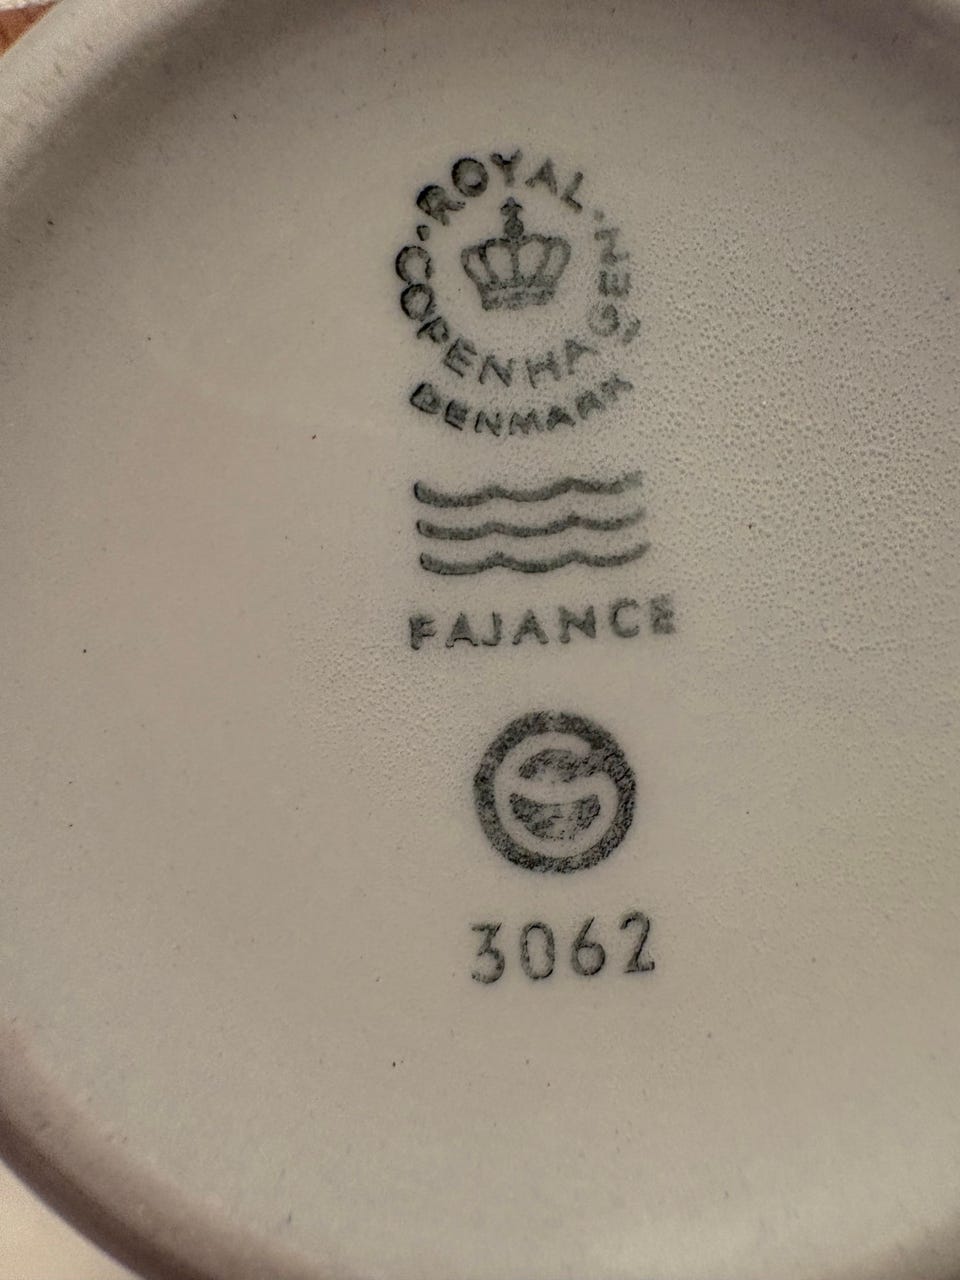 ROYAL · COPENHAGEN ·
DENMARK
FAJANCE
3062